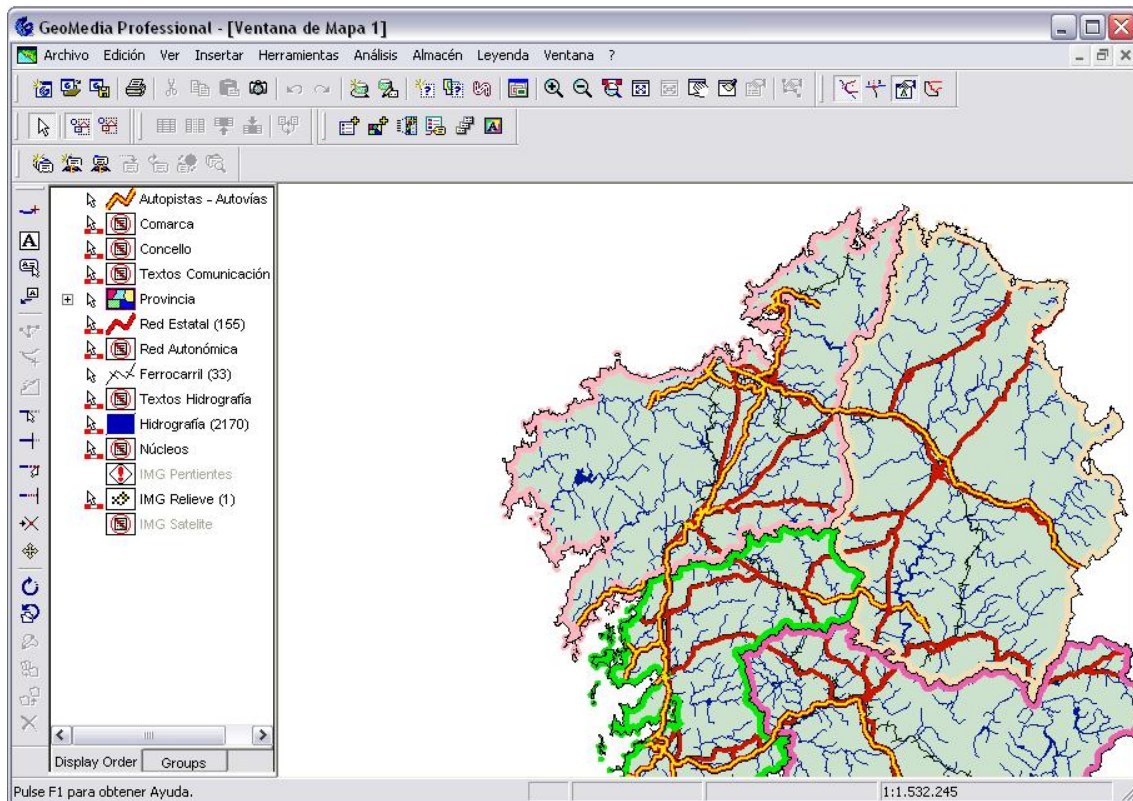 GeoMedia Professional - [Ventana de Mapa 1]
Archivo Edición Ver Insertar Herramientas Análisis Almacén Leyenda Ventana ?
Autopistas - Autovías
Comarca
Concello
Textos Comunicación
Provincia
Red Estatal (155)
Red Autonómica
Ferrocarril (33)
Textos Hidrografía
Hidrografía (2170)
Núcleos
IMG Pentientes
IMG Relieve (1)
IMG Satelite
Display Order Groups
Pulse F1 para obtener Ayuda. 1:1.532.245